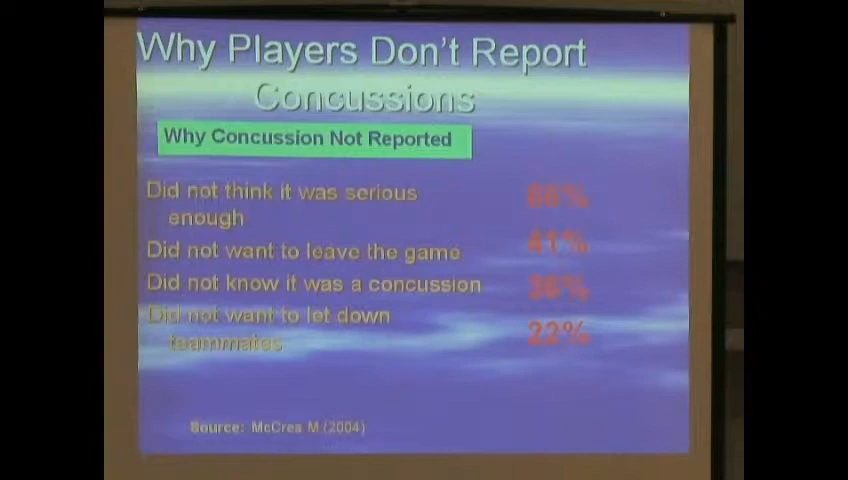 Why Players Don't Report
Concussions
Why Concussion Not Reported
Did not think it was serious
enough
66%
Did not want to leave the game
41%
Did not know it was a concussion
36%
Did not want to let down
teammates
22%
Source: McCrea M (2004)